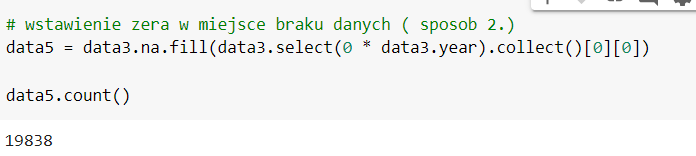 # wstawienie zera w miejsce braku danych ( sposob 2.)
data5 = data3.na.fill(data3.select(0 * data3.year).collect()[0][0])
data5.count()
19838